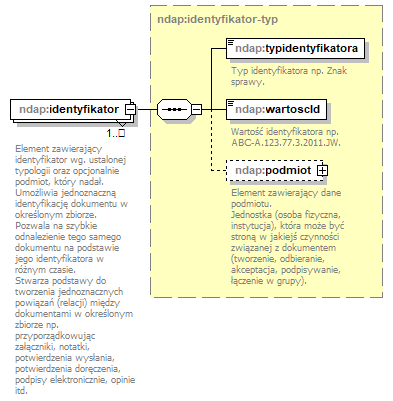 ndap:identyfikator-typ
ndap:typidentyfikatora
Typ identyfikatora np. Znak
sprawy.
ndap:identyfikator
1..□
ndap:wartoscId
Wartość identyfikatora np.
ABC-A.123.77.3.2011.JW.
ndap:podmiot
Element zawierający dane
podmiotu.
Jednostka (osoba fizyczna,
instytucja), która może być
stroną w jakiejś czynności
związanej z dokumentem
(tworzenie, odbieranie,
akceptacja, podpisywanie,
łączenie w grupy).
Element zawierający
identyfikator wg. ustalonej
typologii oraz opcjonalnie
podmiot, który nadał.
Umożliwia jednoznaczną
identyfikację dokumentu w
określonym zbiorze.
Pozwala na szybkie
odnalezienie tego samego
dokumentu na podstawie
jego identyfikatora w
różnym czasie.
Stwarza podstawy do
tworzenia jednoznacznych
powiązań (relacji) między
dokumentami w określonym
zbiorze np.
przyporządkowując
załączniki, notatki,
potwierdzenia wysłania,
potwierdzenia doręczenia,
podpisy elektronicznie, opinie
itd.